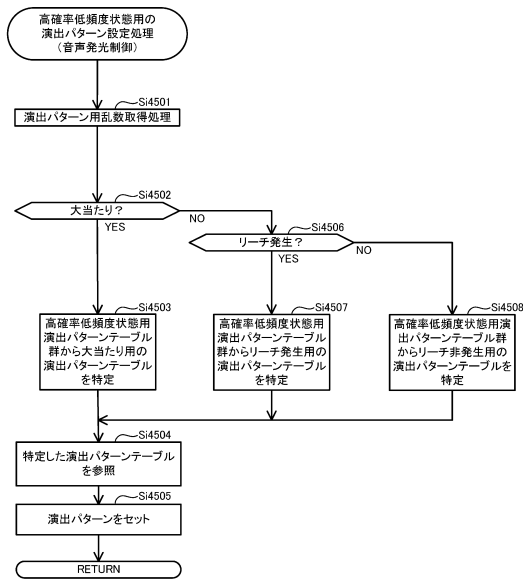 高確率低頻度状態用の
演出パターン設定処理
（音声発光制御）
Si4501
演出パターン用乱数取得処理
Si4502
大当たり？
NO
YES
Si4506
リーチ発生？
NO
YES
Si4503
高確率低頻度状態用
演出パターンテーブル
群から大当たり用の
演出パターンテーブル
を特定
Si4507
高確率低頻度状態用
演出パターンテーブル
群からリーチ発生用の
演出パターンテーブル
を特定
Si4508
高確率低頻度状態用演
出パターンテーブル群
からリーチ非発生用の
演出パターンテーブルを
特定
Si4504
特定した演出パターンテーブル
を参照
Si4505
演出パターンをセット
RETURN